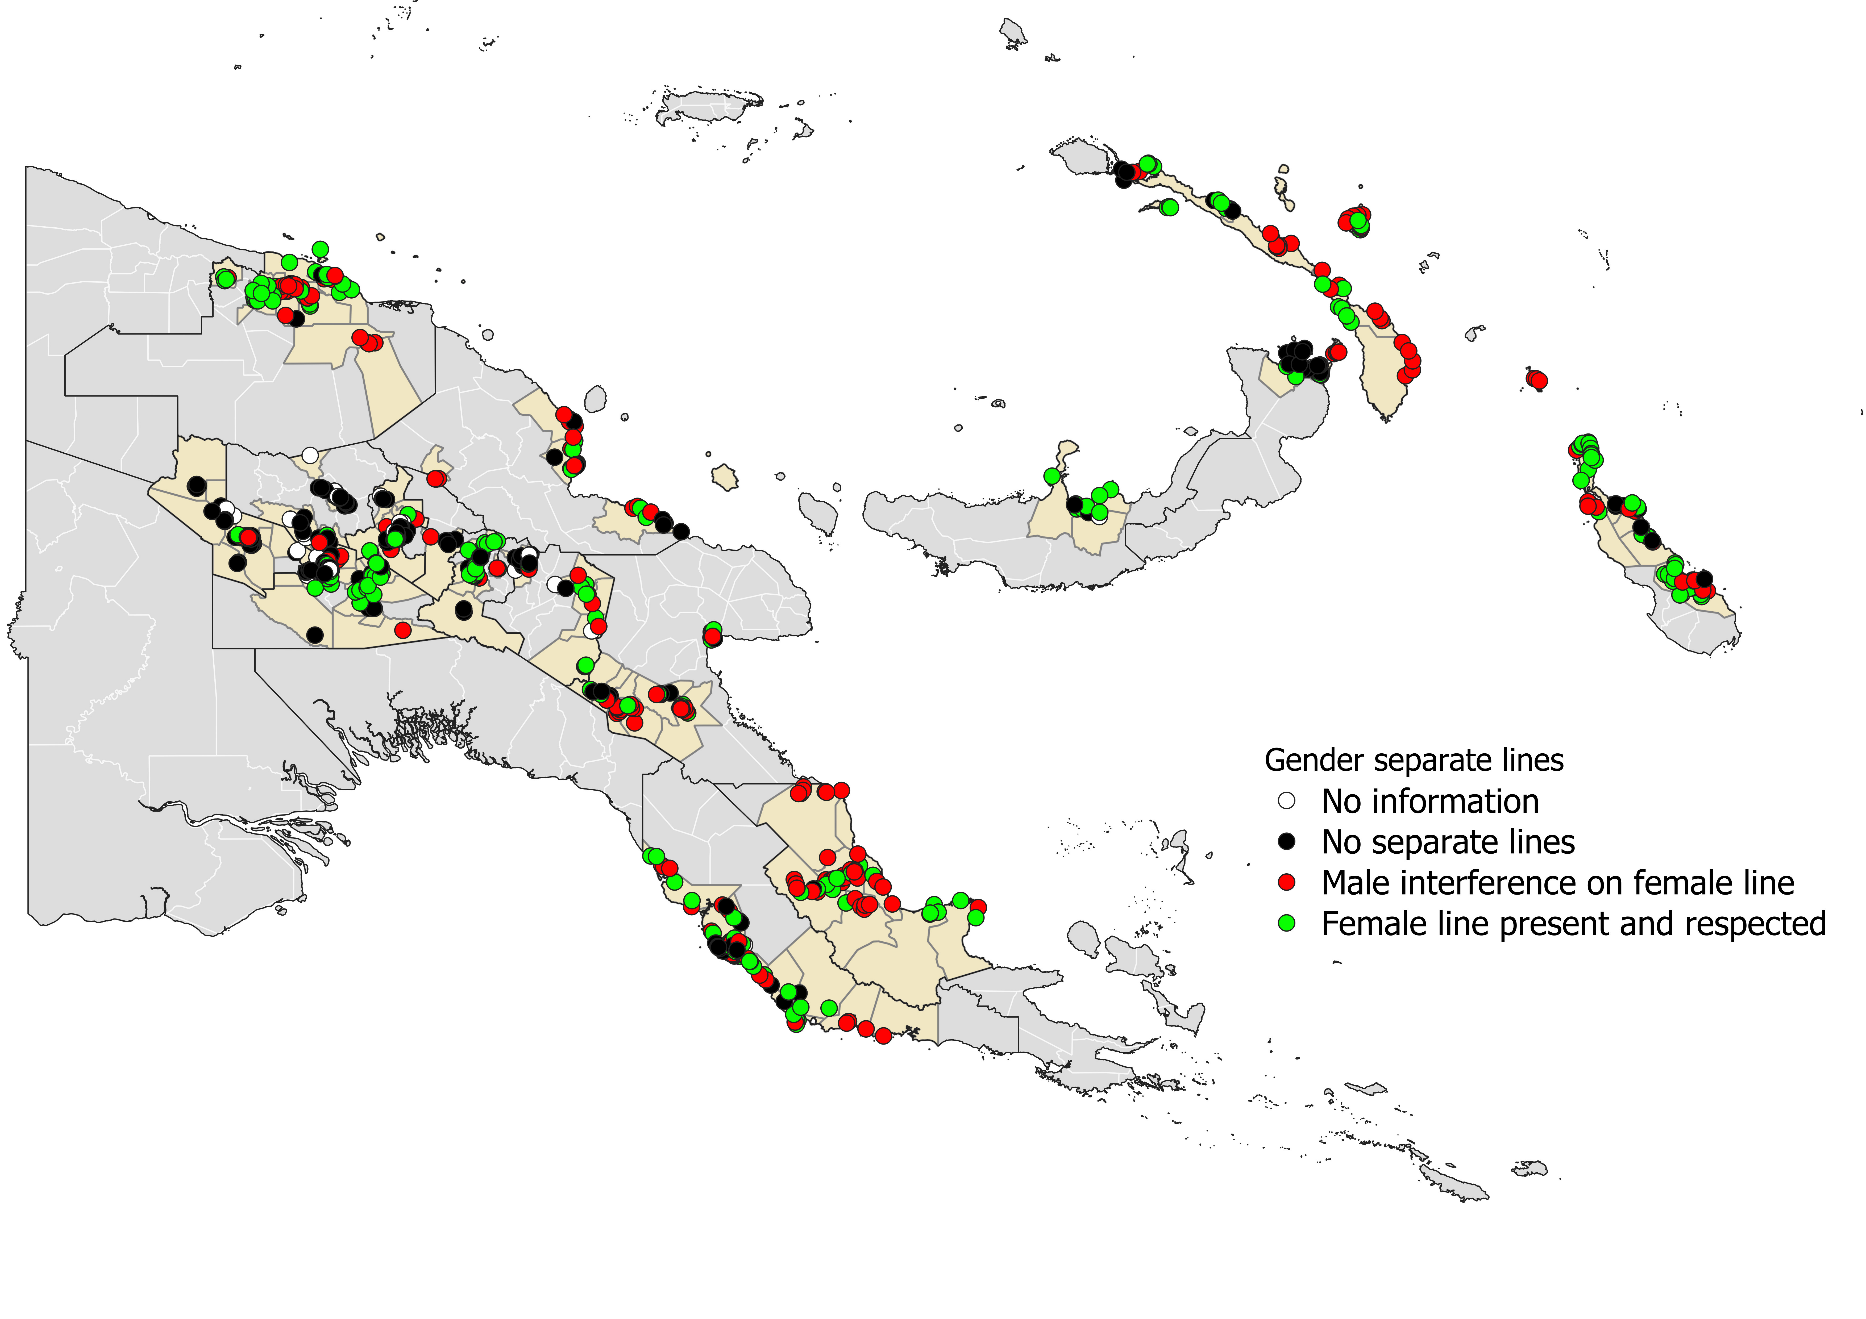 Gender separate lines
No information
No separate lines
Male interference on female line
Female line present and respected